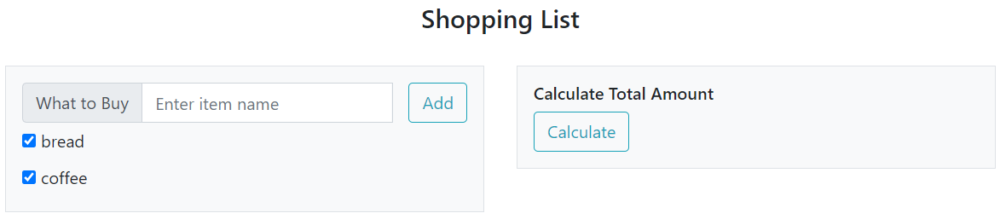 Shopping List
What to Buy Enter item name Add
bread
coffee
Calculate Total Amount
Calculate